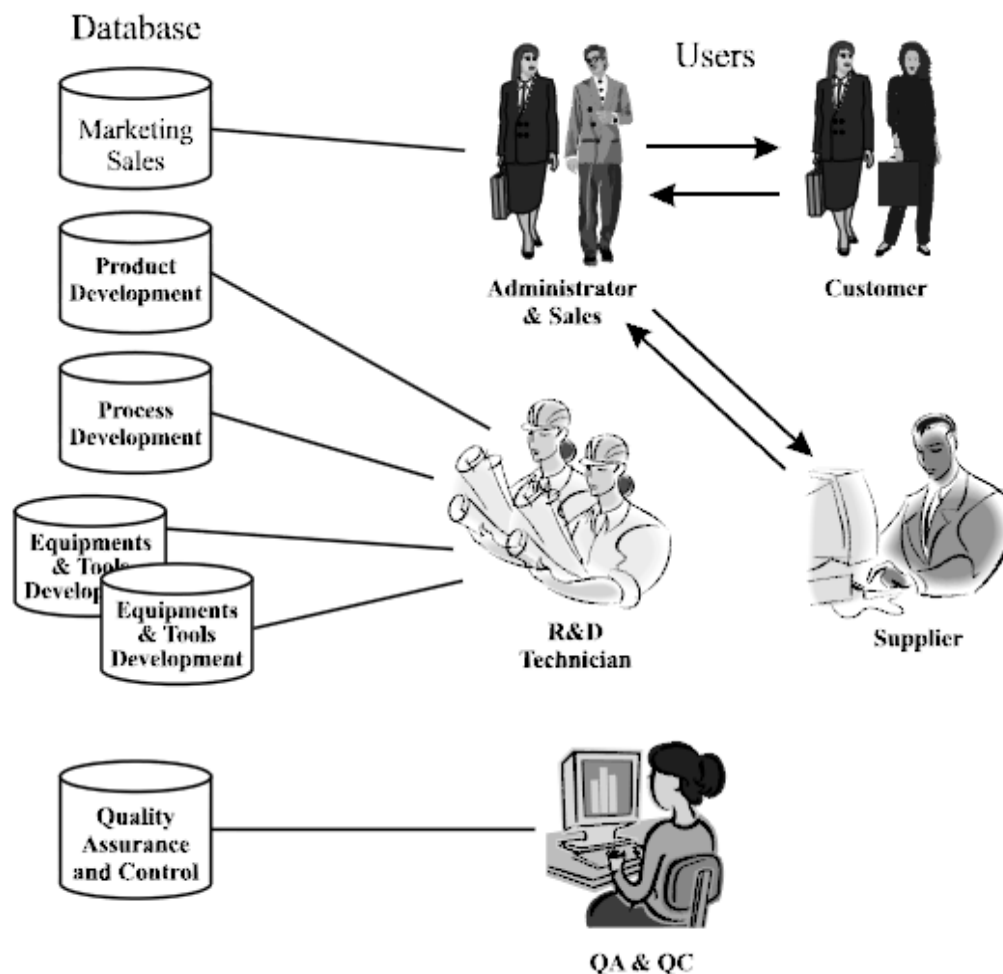 Database
Users
Marketing
Sales
Product
Development
Process
Development
Equipments
& Tools
Develop
Equipments
& Tools
Development
Quality
Assurance
and Control
Administrator
& Sales
Customer
R&D
Technician
Supplier
QA & QC